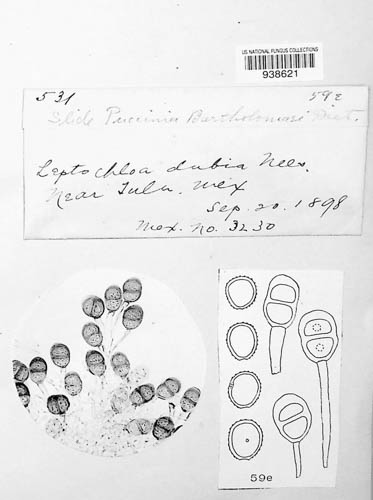 US NATIONAL FUNGUS COLLECTIONS
938621
531 59e
Slide Puccinia Bartholomaei Diet.
Leptochloa dubia Nees.
Near Tula. Mex
Sep. 20. 1898
Mex. No. 3230
59e